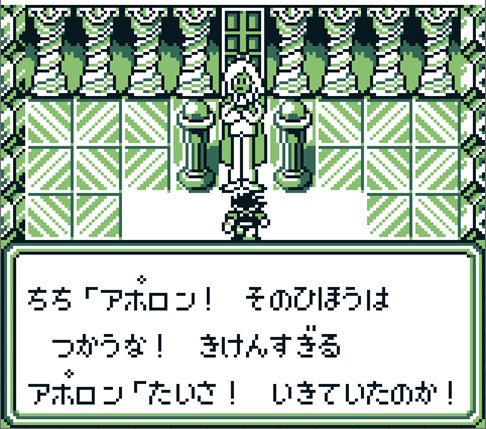 ちち「アポロン！　そのひほうは
つかうな！　きけんすぎる
アポロン「たいさ！　いきていたのか！